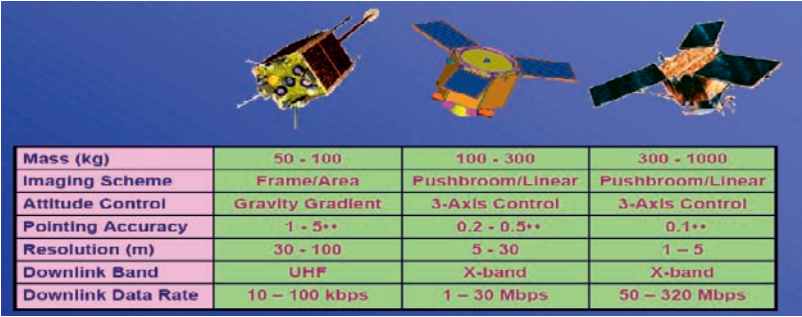 Mass (kg) 50 - 100 100 - 300 300 - 1000
Imaging Scheme Frame/Area Pushbroom/Linear Pushbroom/Linear
Attitude Control Gravity Gradient 3-Axis Control 3-Axis Control
Pointing Accuracy 1 - 5•• 0.2 - 0.5•• 0.1••
Resolution (m) 30 - 100 5 - 30 1 – 5
Downlink Band UHF X-band X-band
Downlink Data Rate 10 – 100 kbps 1 – 30 Mbps 50 – 320 Mbps